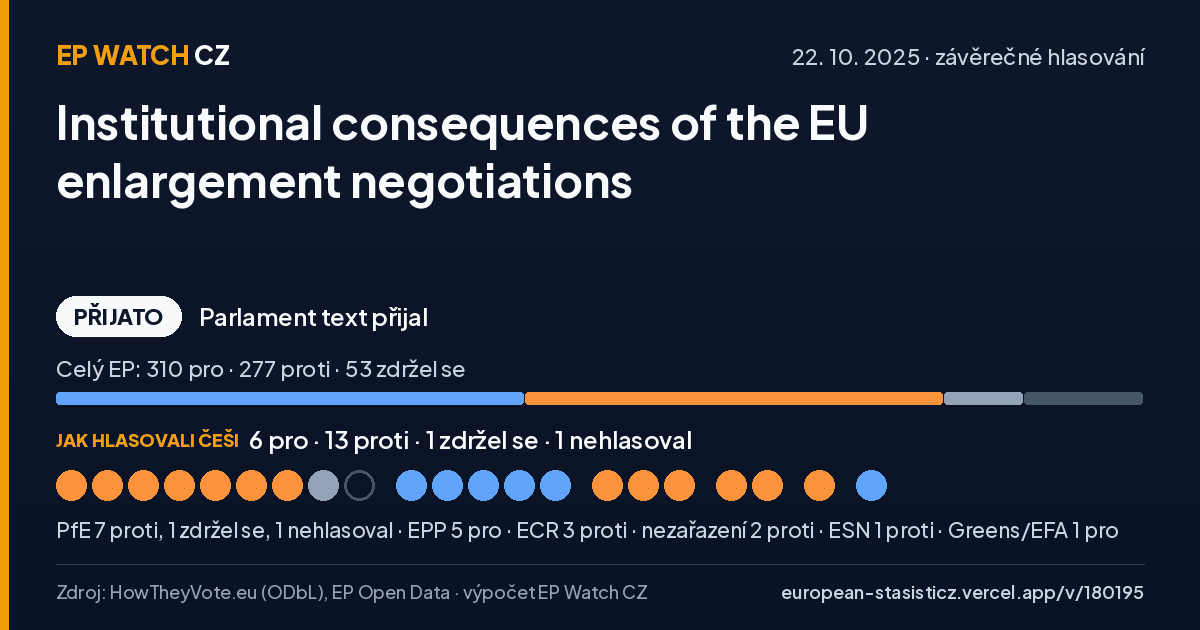 EP WATCH CZ
22. 10. 2025 · závěrečné hlasování
Institutional consequences of the EU
enlargement negotiations
PŘIJATO Parlament text přijal
Celý EP: 310 pro · 277 proti · 53 zdržel se
JAK HLASOVALI ČEŠI 6 pro · 13 proti · 1 zdržel se · 1 nehlasoval
PfE 7 proti, 1 zdržel se, 1 nehlasoval · EPP 5 pro · ECR 3 proti · nezařazení 2 proti · ESN 1 proti · Greens/EFA 1 pro
Zdroj: HowTheyVote.eu (ODbL), EP Open Data · výpočet EP Watch CZ
european-stasisticz.vercel.app/v/180195